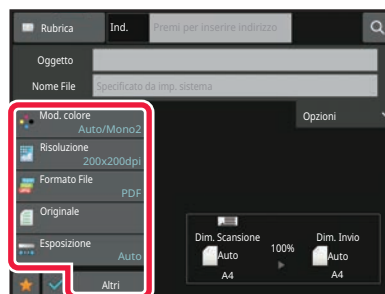 Rubrica
Ind.
Premi per inserire indirizzo
Oggetto
Nome File
Specificato da imp. sistema
Mod. colore
Auto/Mono2
Opzioni
Risoluzione
200x200dpi
Formato File
PDF
Originale
Esposizione
Auto
Dim. Scansione
100%
Dim. Invio
Auto
Auto
A4
A4
Altri